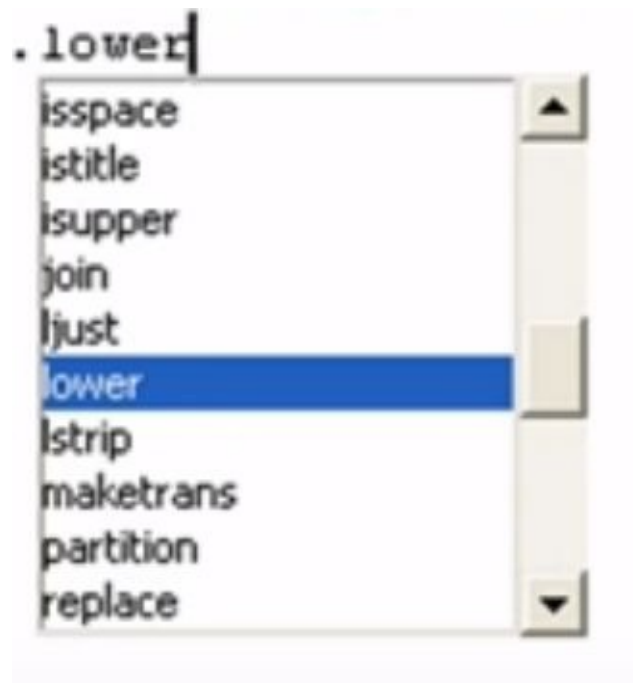 .lower
isspace
istitle
isupper
join
ljust
lower
lstrip
maketrans
partition
replace